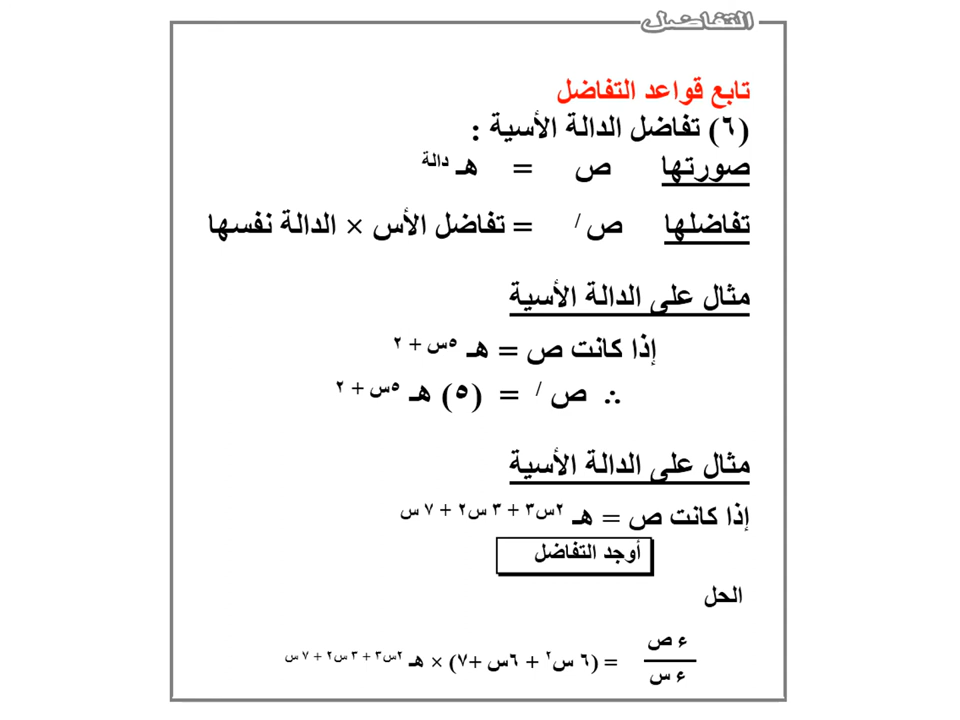 التفاضل
تابع قواعد التفاضل
(٦) تفاضل الدالة الأسية :
صورتها ص = هـ دالة
تفاضلها ص / = تفاضل الأس × الدالة نفسها
مثال على الدالة الأسية
إذا كانت ص = هـ ٥س + ٢
∴ ص / = (٥) هـ ٥س + ٢
مثال على الدالة الأسية
إذا كانت ص = هـ ٢س٣ + ٣ س٢ + ٧ س
أوجد التفاضل
الحل
ء ص
= (٦ س٢ + ٦س +٧) × هـ ٢س٣ + ٣ س٢ + ٧ س
ء س